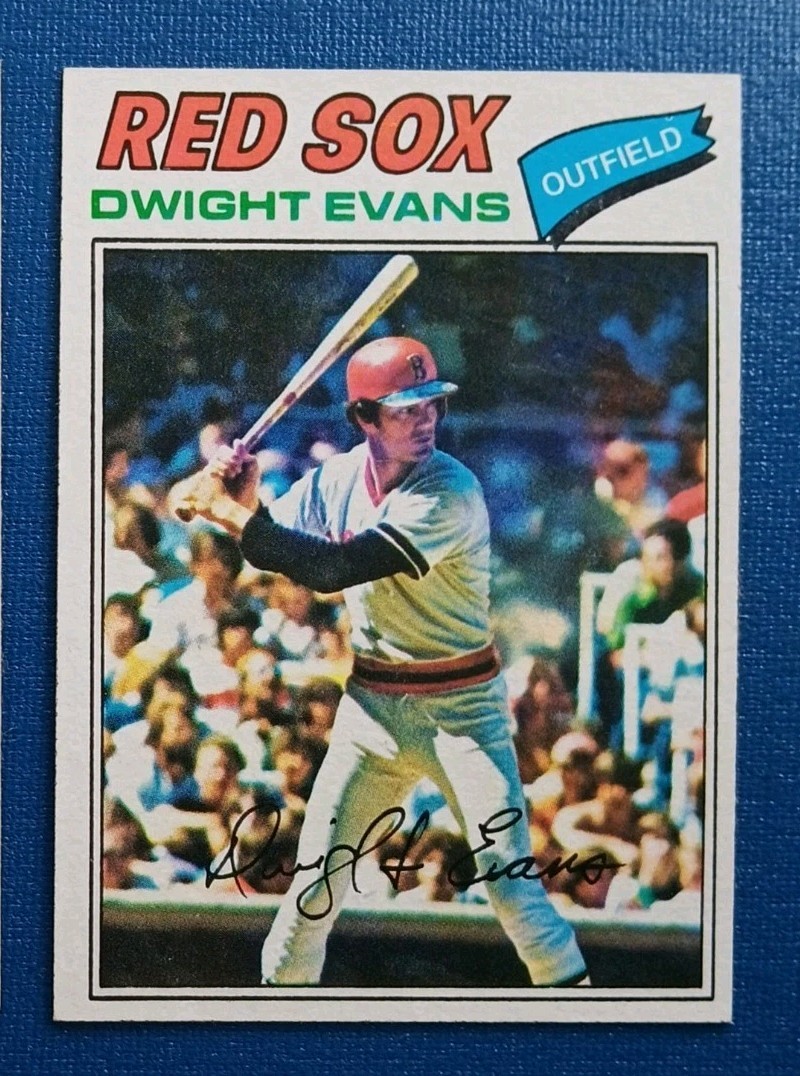 RED SOX
DWIGHT EVANS
OUTFIELD
B
Dwight Evans